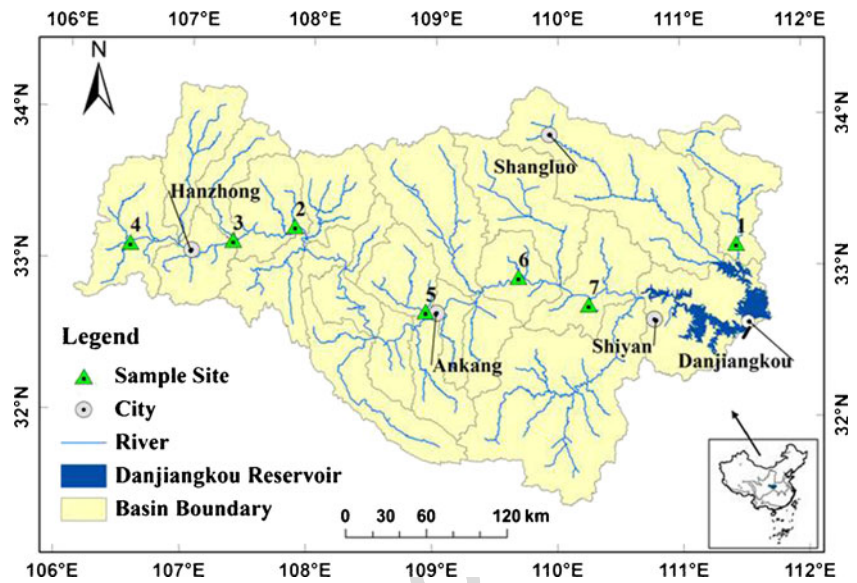 106°E 107°E 108°E 109°E 110°E 111°E 112°E
N
34°N
34°N
Shangluo
Hanzhong
1
2
3
4
33°N
33°N
6
5
7
Legend
Shiyan
Danjiangkou
Ankang
Sample Site
City
32°N
32°N
River
Danjiangkou Reservoir
Basin Boundary
0 30 60 120 km
106°E 107°E 108°E 109°E 110°E 111°E 112°E